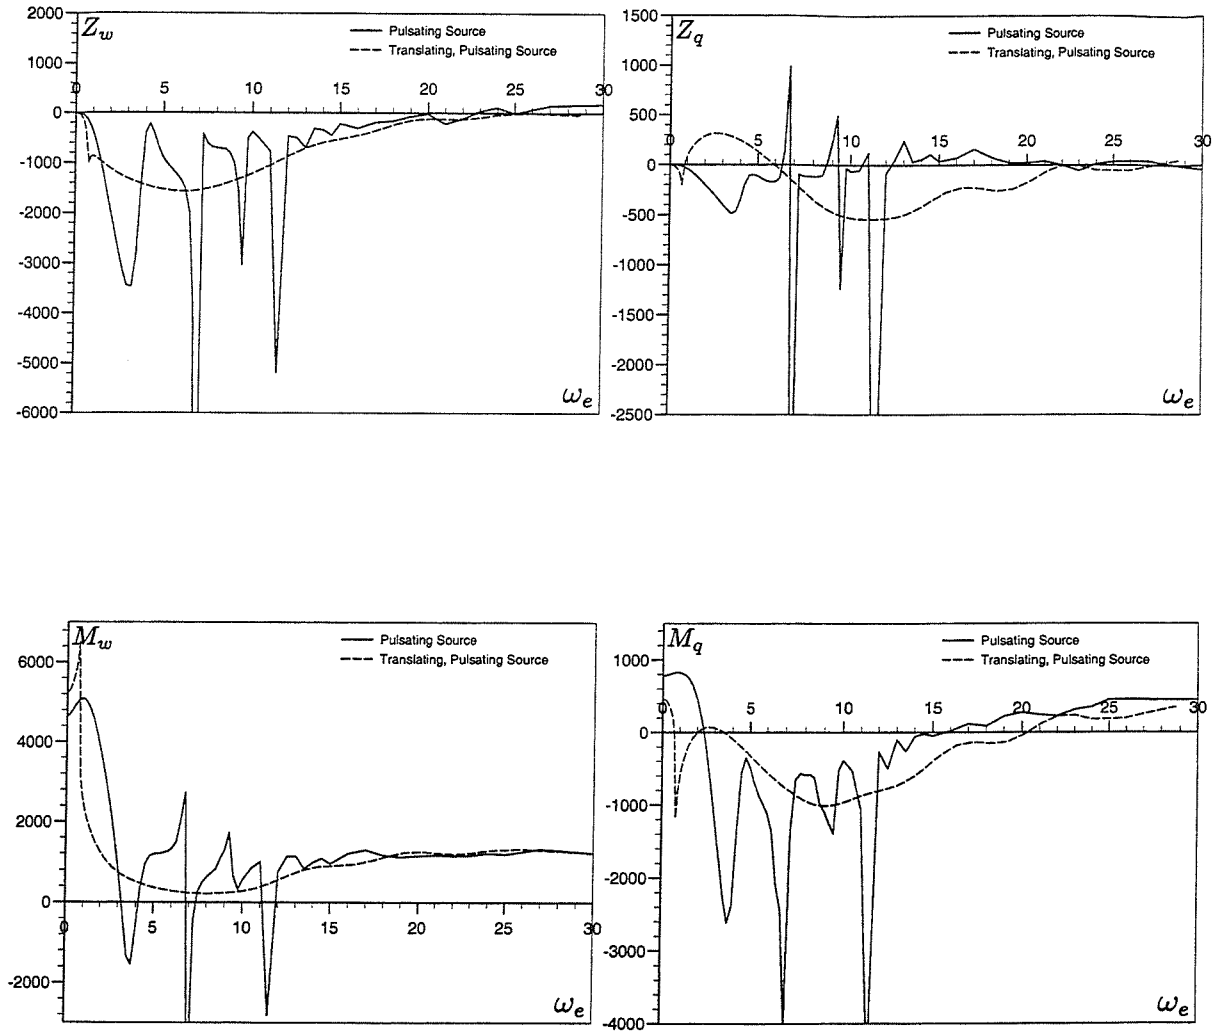 2000
Z_w
Pulsating Source
Translating, Pulsating Source
1000
0 5 10 15 20 25 30
0
-1000
-2000
-3000
-4000
-5000
-6000
ω_e
1500
Z_q
Pulsating Source
Translating, Pulsating Source
1000
500
0 5 10 15 20 25 30
0
-500
-1000
-1500
-2000
-2500
ω_e
M_w
Pulsating Source
Translating, Pulsating Source
6000
4000
2000
0
0 5 10 15 20 25 30
-2000
ω_e
M_q
Pulsating Source
Translating, Pulsating Source
1000
5 10 15 20 25 30
0
-1000
-2000
-3000
-4000
ω_e